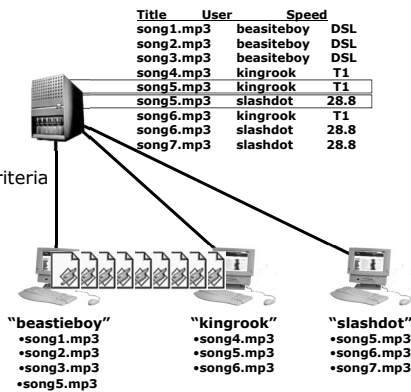 Title User Speed
song1.mp3 beasiteboy DSL
song2.mp3 beasiteboy DSL
song3.mp3 beasiteboy DSL
song4.mp3 kingrook T1
song5.mp3 kingrook T1
song5.mp3 slashdot 28.8
song6.mp3 kingrook T1
song6.mp3 slashdot 28.8
song7.mp3 slashdot 28.8
riteria
"beastieboy" "kingrook" "slashdot"
•song1.mp3 •song4.mp3 •song5.mp3
•song2.mp3 •song5.mp3 •song6.mp3
•song3.mp3 •song6.mp3 •song7.mp3
•song5.mp3